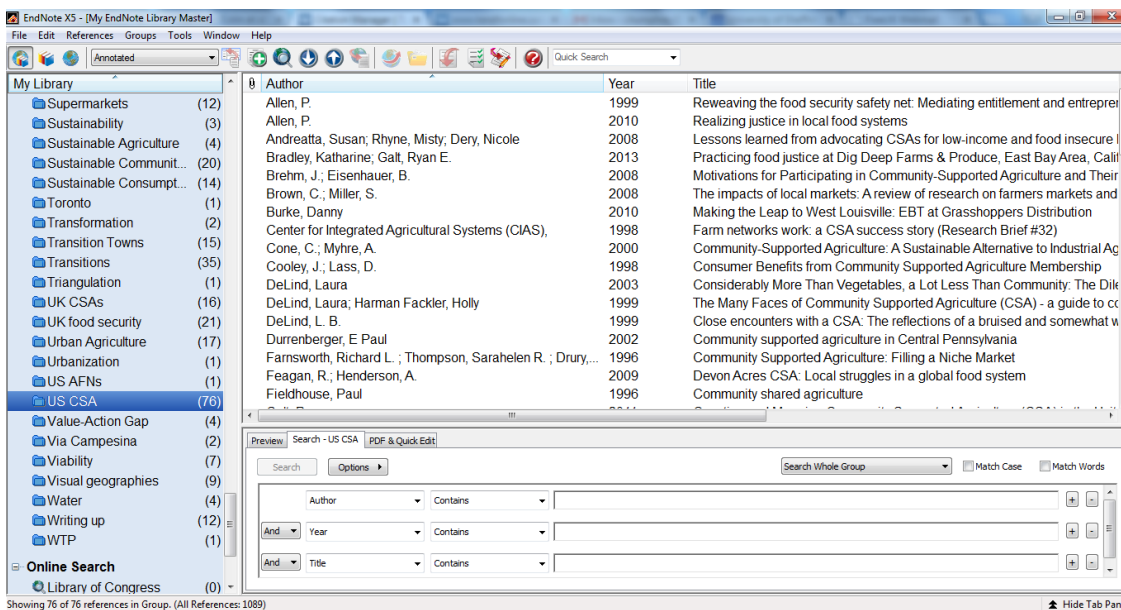 EndNote X5 - [My EndNote Library Master]
File Edit References Groups Tools Window Help
Annotated
Quick Search
My Library
Supermarkets (12)
Sustainability (3)
Sustainable Agriculture (4)
Sustainable Communit... (20)
Sustainable Consumpt... (14)
Toronto (1)
Transformation (2)
Transition Towns (15)
Transitions (35)
Triangulation (1)
UK CSAs (16)
UK food security (21)
Urban Agriculture (17)
Urbanization (1)
US AFNs (1)
US CSA (76)
Value-Action Gap (4)
Via Campesina (2)
Viability (7)
Visual geographies (9)
Water (4)
Writing up (12)
WTP (1)
Online Search
Library of Congress (0)
Author Year Title
Allen, P. 1999 Reweaving the food security safety net: Mediating entitlement and entreprer
Allen, P. 2010 Realizing justice in local food systems
Andreatta, Susan; Rhyne, Misty; Dery, Nicole 2008 Lessons learned from advocating CSAs for low-income and food insecure
Bradley, Katharine; Galt, Ryan E. 2013 Practicing food justice at Dig Deep Farms & Produce, East Bay Area, Calif
Brehm, J.; Eisenhauer, B. 2008 Motivations for Participating in Community-Supported Agriculture and Their
Brown, C.; Miller, S. 2008 The impacts of local markets: A review of research on farmers markets and
Burke, Danny 2010 Making the Leap to West Louisville: EBT at Grasshoppers Distribution
Center for Integrated Agricultural Systems (CIAS), 1998 Farm networks work: a CSA success story (Research Brief #32)
Cone, C.; Myhre, A. 2000 Community-Supported Agriculture: A Sustainable Alternative to Industrial Ag
Cooley, J.; Lass, D. 1998 Consumer Benefits from Community Supported Agriculture Membership
DeLind, Laura 2003 Considerably More Than Vegetables, a Lot Less Than Community: The Dile
DeLind, Laura; Harman Fackler, Holly 1999 The Many Faces of Community Supported Agriculture (CSA) - a guide to co
DeLind, L. B. 1999 Close encounters with a CSA: The reflections of a bruised and somewhat w
Durrenberger, E Paul 2002 Community supported agriculture in Central Pennsylvania
Farnsworth, Richard L. ; Thompson, Sarahelen R. ; Drury,... 1996 Community Supported Agriculture: Filling a Niche Market
Feagan, R.; Henderson, A. 2009 Devon Acres CSA: Local struggles in a global food system
Fieldhouse, Paul 1996 Community shared agriculture
Preview Search - US CSA PDF & Quick Edit
Search Options Search Whole Group Match Case Match Words
Author Contains + -
And Year Contains + -
And Title Contains + -
Showing 76 of 76 references in Group. (All References: 1089) Hide Tab Pan